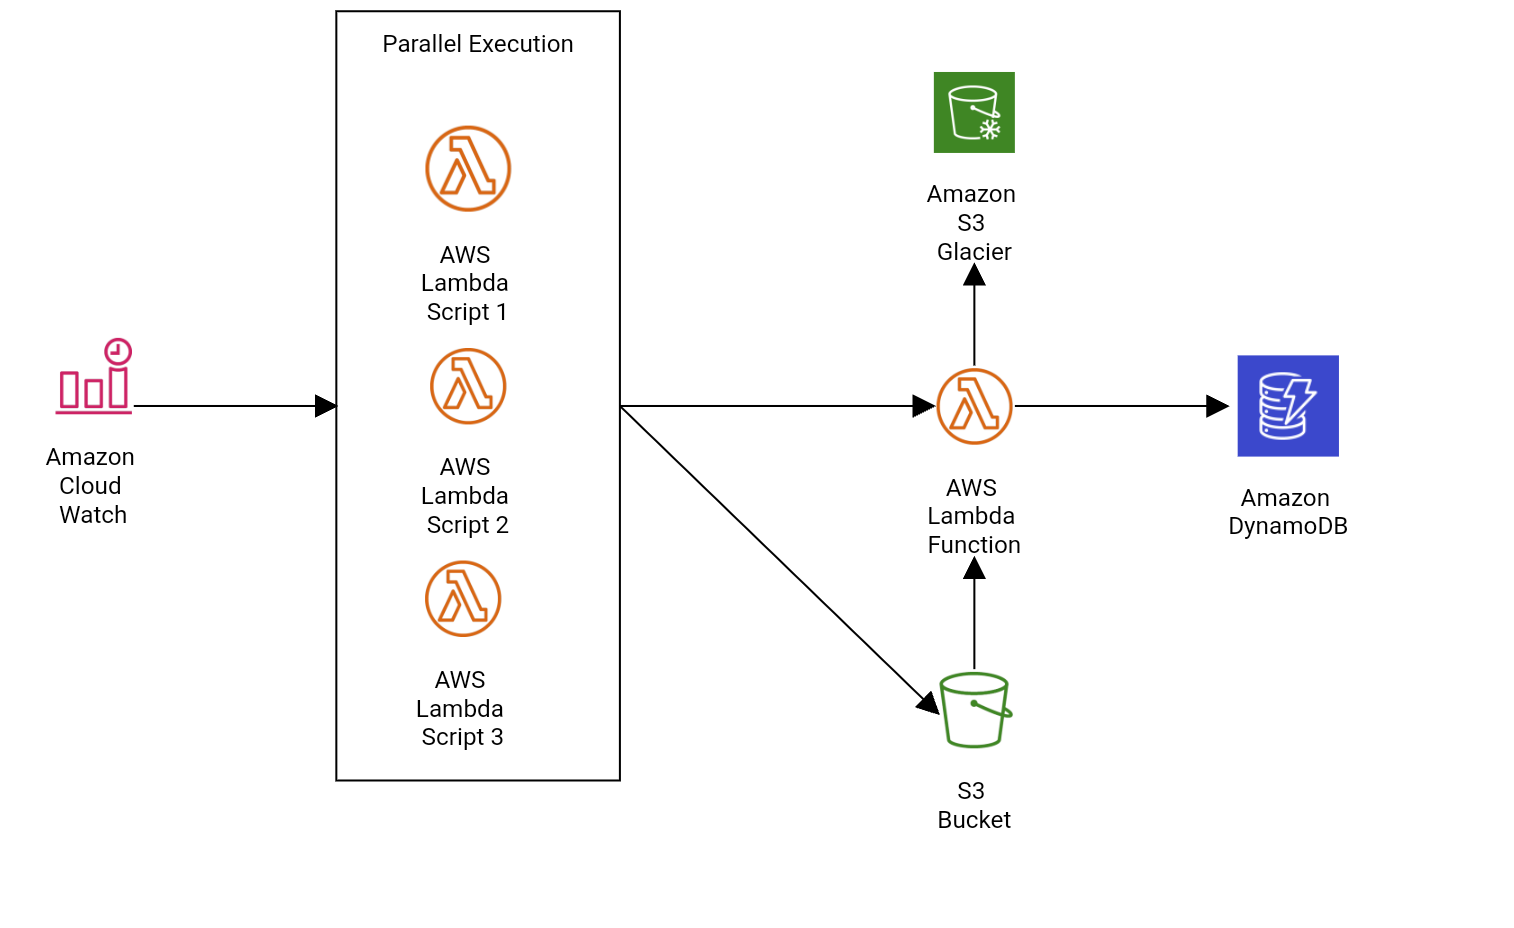 Parallel Execution
AWS
Lambda
Script 1
AWS
Lambda
Script 2
AWS
Lambda
Script 3
Amazon
Cloud
Watch
Amazon
S3
Glacier
AWS
Lambda
Function
Amazon
DynamoDB
S3
Bucket